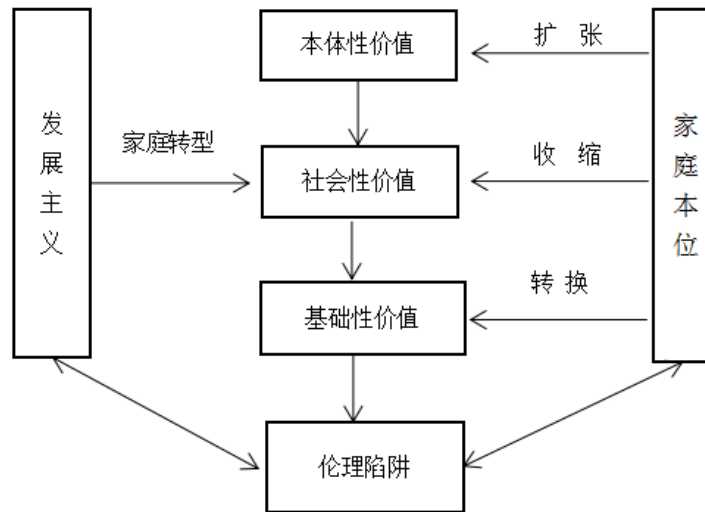 本体性价值
扩 张
发展主义
家庭转型
社会性价值
收 缩
家庭本位
基础性价值
转 换
伦理陷阱